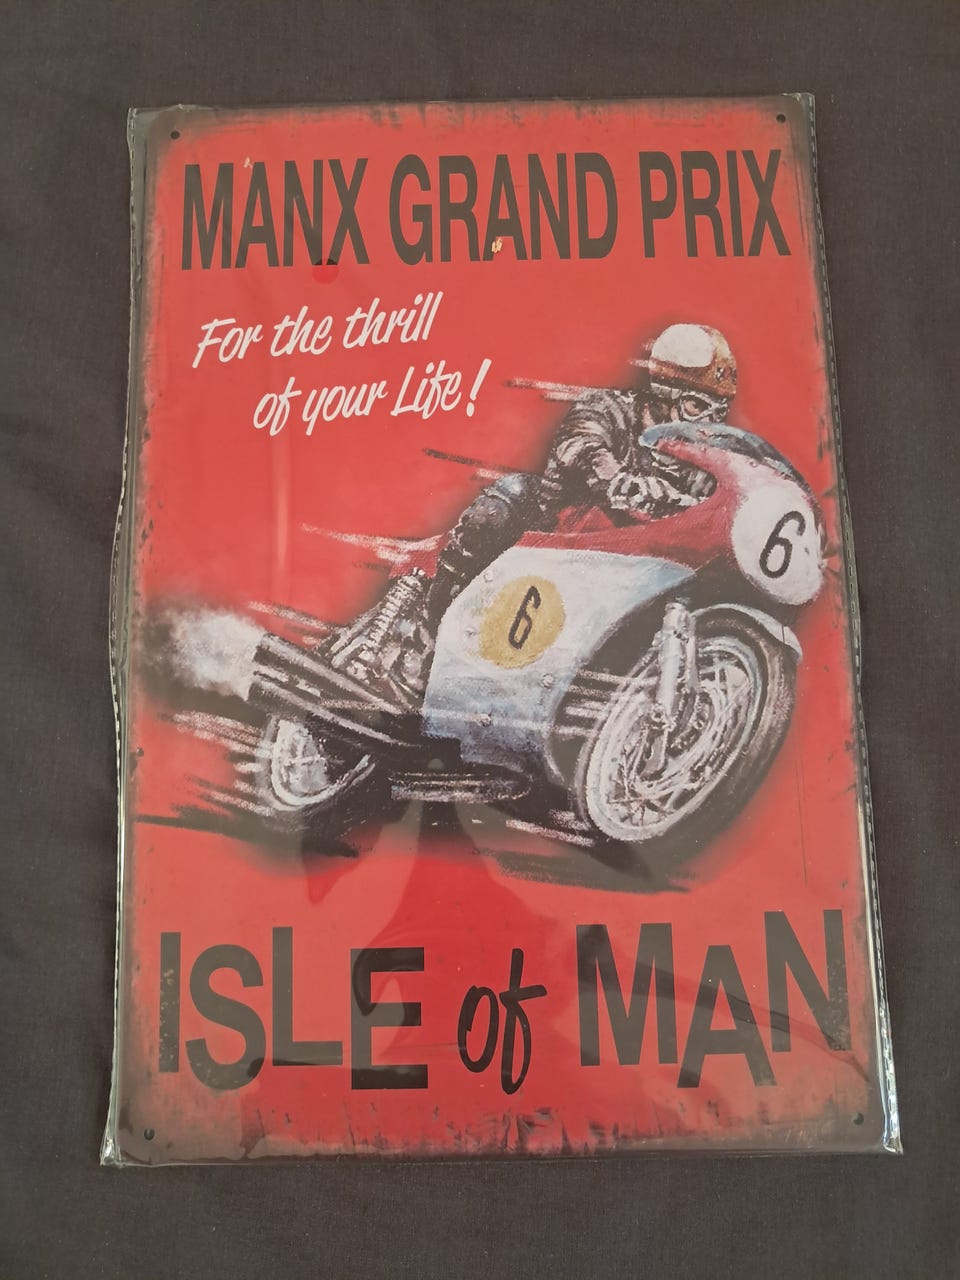 MANX GRAND PRIX
For the thrill
of your Life!
6
6
ISLE of MAN